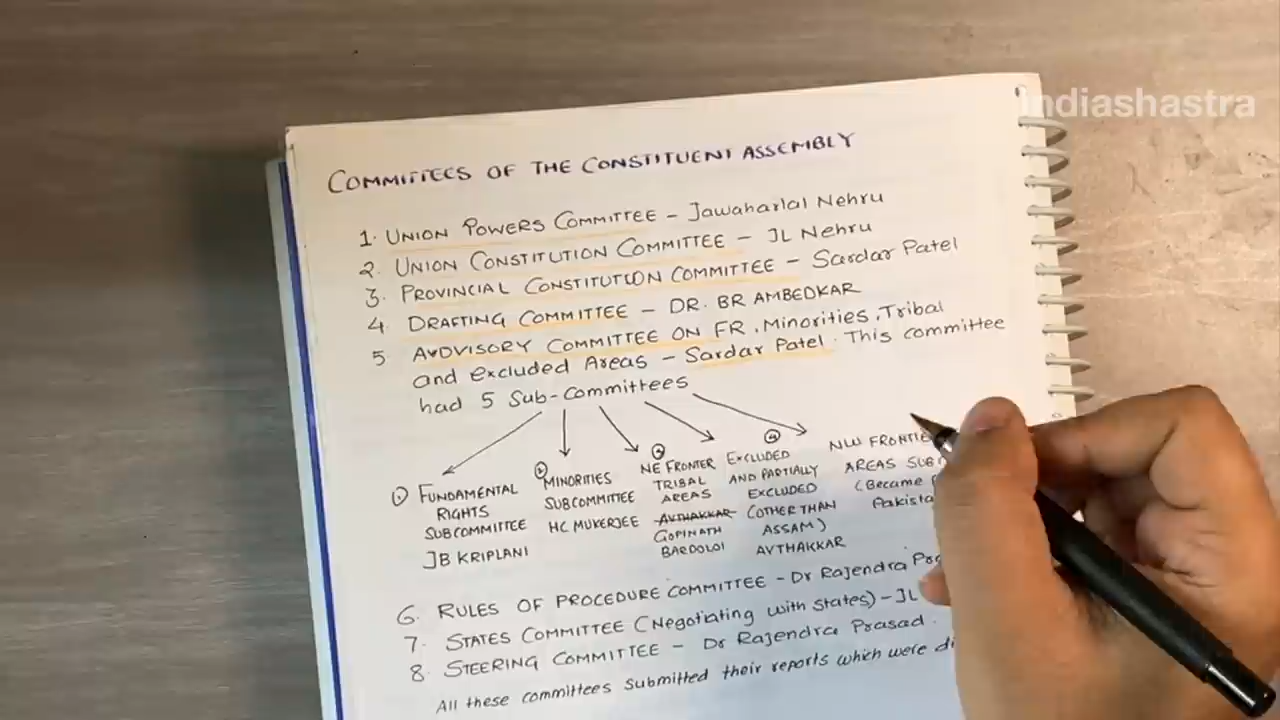 indiashastra
COMMITTEES OF THE CONSTITUENT ASSEMBLY
1. UNION POWERS COMMITTEE - Jawaharlal Nehru
2. UNION CONSTITUTION COMMITTEE - JL Nehru
3. PROVINCIAL CONSTITUTION COMMITTEE - Sardar Patel
4. DRAFTING COMMITTEE - DR. BR AMBEDKAR
5. ADVISORY COMMITTEE ON FR, Minorities, Tribal
and excluded Areas - Sardar Patel. This committee
had 5 Sub-Committees
1 FUNDAMENTAL
RIGHTS
SUBCOMMITTEE
JB KRIPLANI
2 MINORITIES
SUBCOMMITTEE
HC MUKERJEE
3
NE FRONTER
TRIBAL
AREAS
AVTHAKKAR
GOPINATH
BARDOLOI
4
EXCLUDED
AND PARTIALLY
EXCLUDED
(OTHER THAN
ASSAM)
AVTHAKKAR
NW FRONTIE
AREAS SUB
(Became
Pakista
6. RULES OF PROCEDURE COMMITTEE - Dr Rajendra
7. STATES COMMITTEE (Negotiating with states) - JL
8. STEERING COMMITTEE - Dr Rajendra Prasad.
All these committees submitted their reports which were di